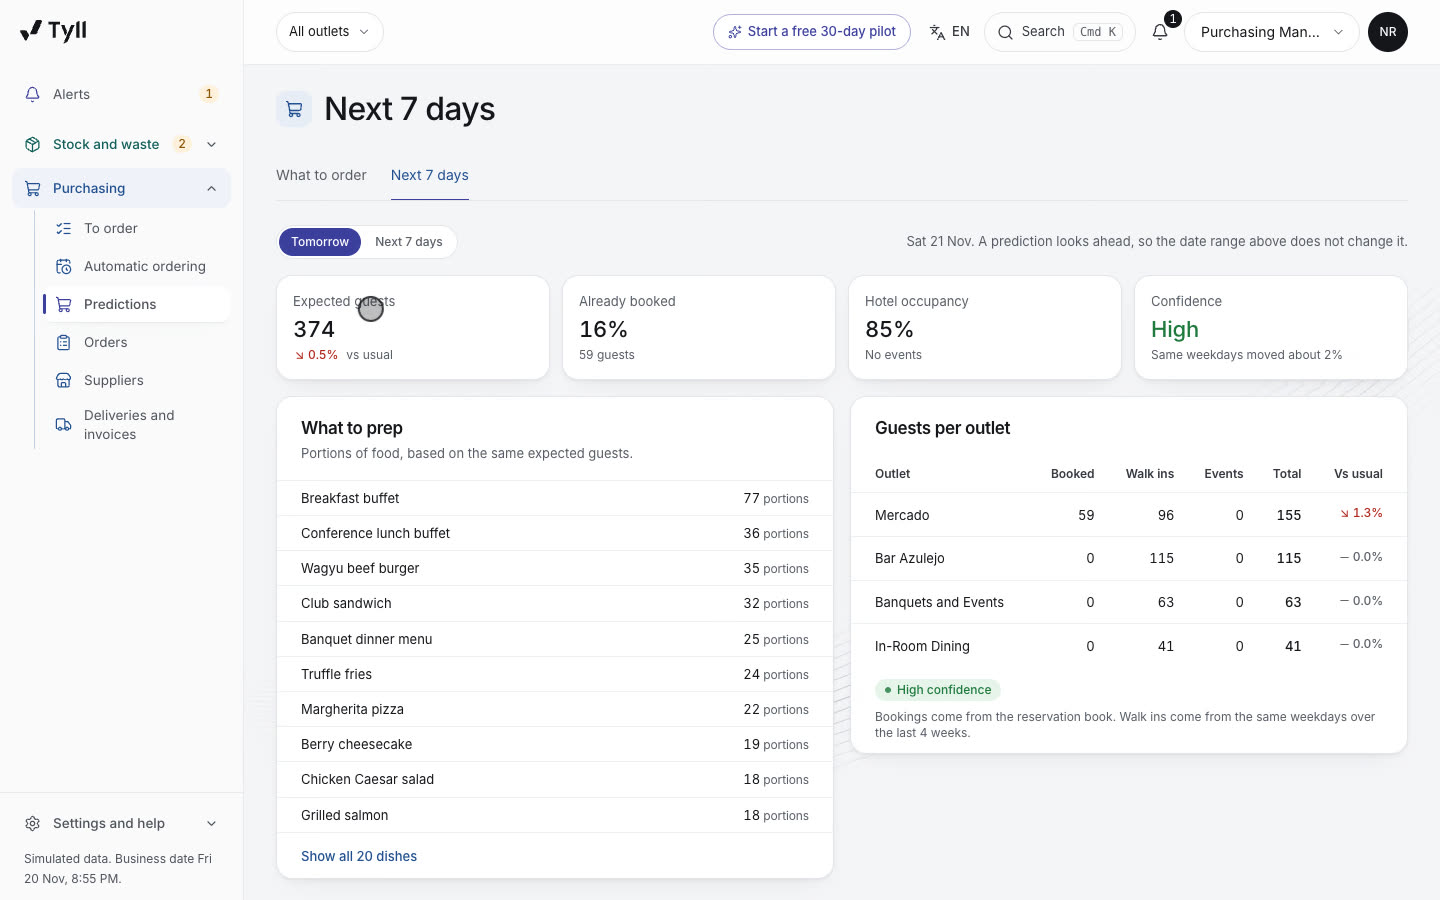 Tyll
All outlets
Start a free 30-day pilot
EN
Search
Cmd K
1
Purchasing Man...
NR
Alerts
1
Stock and waste
2
Purchasing
To order
Automatic ordering
Predictions
Orders
Suppliers
Deliveries and
invoices
Settings and help
Simulated data. Business date Fri
20 Nov, 8:55 PM.
Next 7 days
What to order
Next 7 days
Tomorrow
Next 7 days
Sat 21 Nov. A prediction looks ahead, so the date range above does not change it.
Expected guests
374
↘ 0.5% vs usual
Already booked
16%
59 guests
Hotel occupancy
85%
No events
Confidence
High
Same weekdays moved about 2%
What to prep
Portions of food, based on the same expected guests.
Breakfast buffet 77 portions
Conference lunch buffet 36 portions
Wagyu beef burger 35 portions
Club sandwich 32 portions
Banquet dinner menu 25 portions
Truffle fries 24 portions
Margherita pizza 22 portions
Berry cheesecake 19 portions
Chicken Caesar salad 18 portions
Grilled salmon 18 portions
Show all 20 dishes
Guests per outlet
Outlet Booked Walk ins Events Total Vs usual
Mercado 59 96 0 155 ↘ 1.3%
Bar Azulejo 0 115 0 115 — 0.0%
Banquets and Events 0 63 0 63 — 0.0%
In-Room Dining 0 41 0 41 — 0.0%
High confidence
Bookings come from the reservation book. Walk ins come from the same weekdays over
the last 4 weeks.